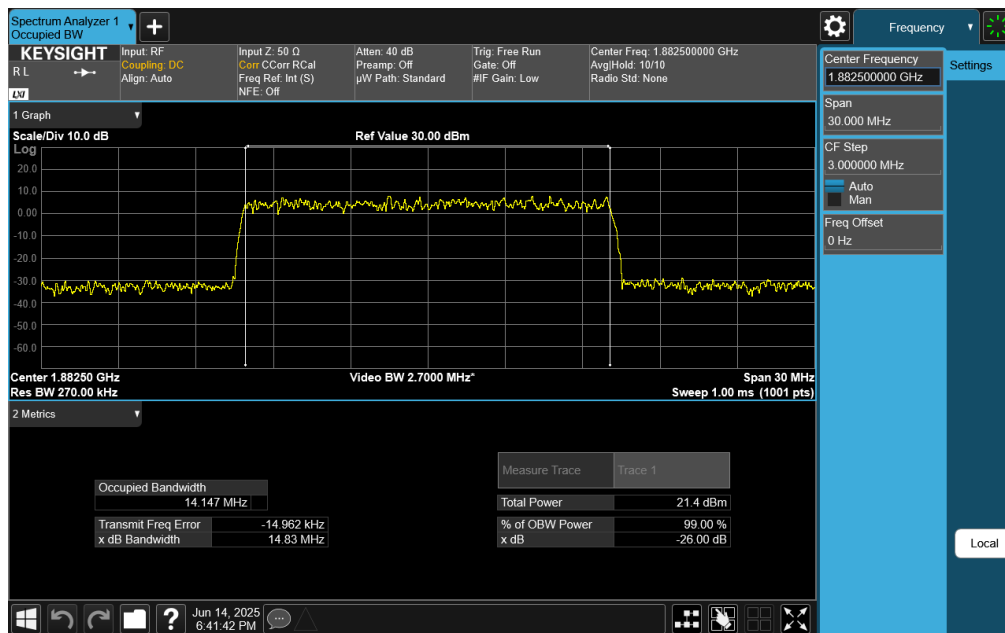 Spectrum Analyzer 1
Occupied BW
+
Frequency
KEYSIGHT
R L
LXI
Input: RF
Coupling: DC
Align: Auto
Input Z: 50 Ω
Corr CCorr RCal
Freq Ref: Int (S)
NFE: Off
Atten: 40 dB
Preamp: Off
µW Path: Standard
Trig: Free Run
Gate: Off
#IF Gain: Low
Center Freq: 1.882500000 GHz
Avg|Hold: 10/10
Radio Std: None
Center Frequency
1.882500000 GHz
Settings
Span
30.000 MHz
CF Step
3.000000 MHz
Auto
Man
Freq Offset
0 Hz
Local
1 Graph
Scale/Div 10.0 dB
Ref Value 30.00 dBm
Log
20.0
10.0
0.00
-10.0
-20.0
-30.0
-40.0
-50.0
-60.0
Center 1.88250 GHz
Video BW 2.7000 MHz*
Span 30 MHz
Res BW 270.00 kHz
Sweep 1.00 ms (1001 pts)
2 Metrics
Measure Trace Trace 1
Occupied Bandwidth
14.147 MHz
Total Power 21.4 dBm
Transmit Freq Error -14.962 kHz
% of OBW Power 99.00 %
x dB Bandwidth 14.83 MHz
x dB -26.00 dB
?
Jun 14, 2025
6:41:42 PM